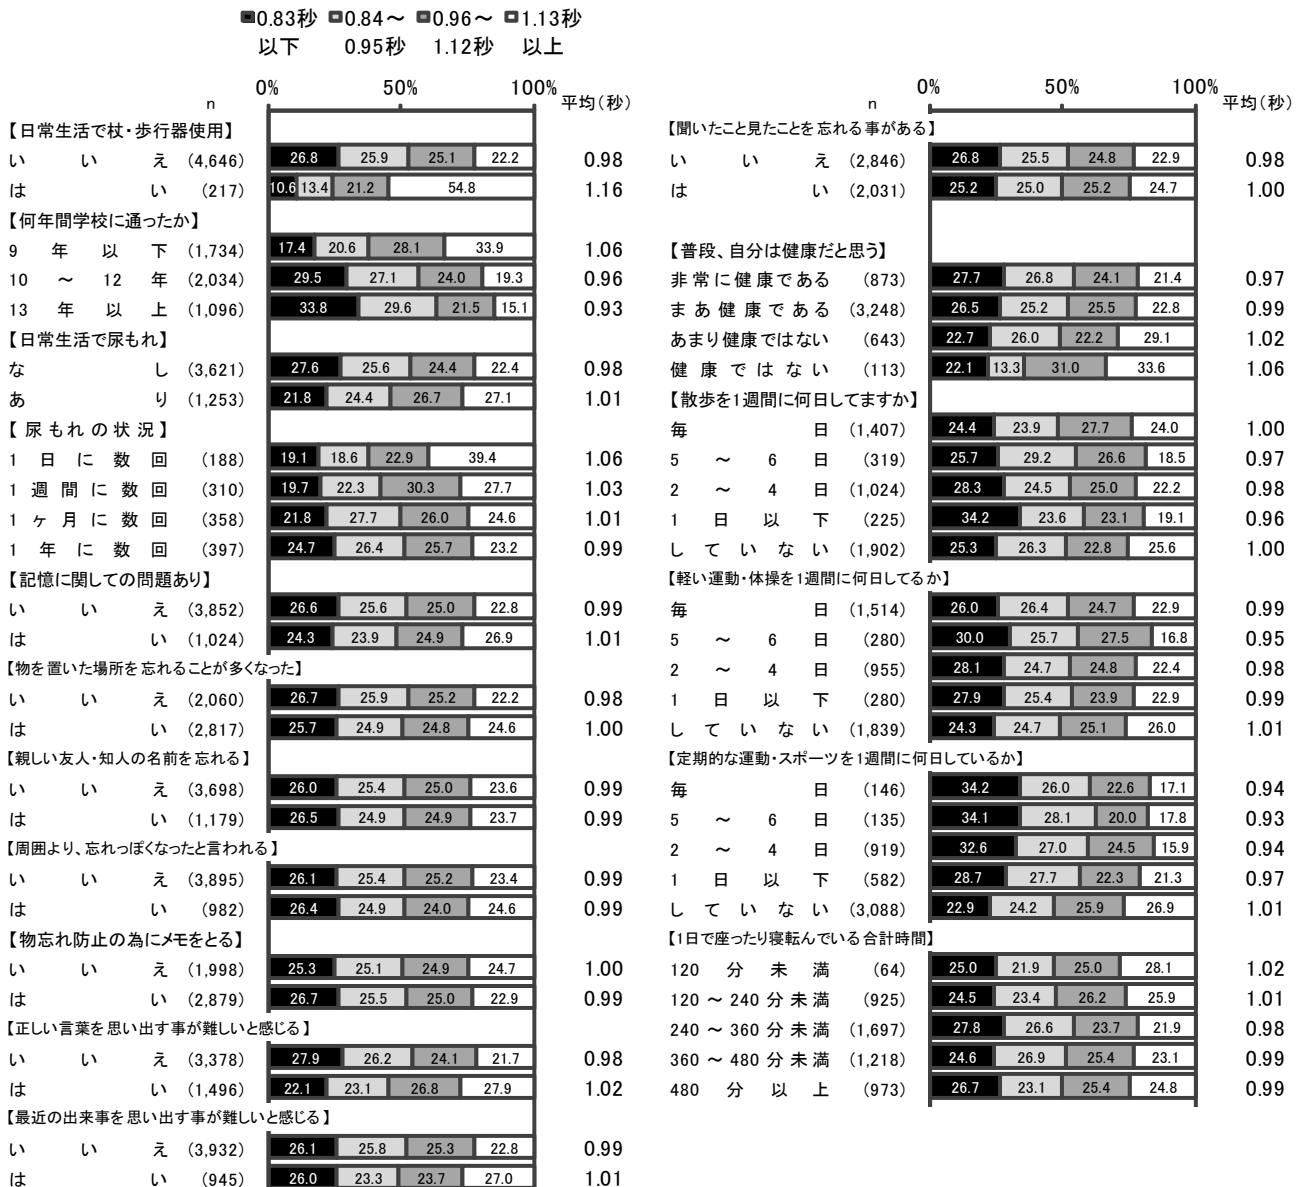 0.83秒以下 0.84～0.95秒 0.96～1.12秒 1.13秒以上
n 0% 50% 100% 平均(秒)
【日常生活で杖・歩行器使用】
いいえ (4,646) 26.8 25.9 25.1 22.2 0.98
はい (217) 10.6 13.4 21.2 54.8 1.16
【何年間学校に通ったか】
9年以下 (1,734) 17.4 20.6 28.1 33.9 1.06
10～12年 (2,034) 29.5 27.1 24.0 19.3 0.96
13年以上 (1,096) 33.8 29.6 21.5 15.1 0.93
【日常生活で尿もれ】
なし (3,621) 27.6 25.6 24.4 22.4 0.98
あり (1,253) 21.8 24.4 26.7 27.1 1.01
【尿もれの状況】
1日に数回 (188) 19.1 18.6 22.9 39.4 1.06
1週間に数回 (310) 19.7 22.3 30.3 27.7 1.03
1ヶ月に数回 (358) 21.8 27.7 26.0 24.6 1.01
1年に数回 (397) 24.7 26.4 25.7 23.2 0.99
【記憶に関しての問題あり】
いいえ (3,852) 26.6 25.6 25.0 22.8 0.99
はい (1,024) 24.3 23.9 24.9 26.9 1.01
【物を置いた場所を忘れることが多くなった】
いいえ (2,060) 26.7 25.9 25.2 22.2 0.98
はい (2,817) 25.7 24.9 24.8 24.6 1.00
【親しい友人・知人の名前を忘れる】
いいえ (3,698) 26.0 25.4 25.0 23.6 0.99
はい (1,179) 26.5 24.9 24.9 23.7 0.99
【周囲より、忘れっぽくなったと言われる】
いいえ (3,895) 26.1 25.4 25.2 23.4 0.99
はい (982) 26.4 24.9 24.0 24.6 0.99
【物忘れ防止の為にメモをとる】
いいえ (1,998) 25.3 25.1 24.9 24.7 1.00
はい (2,879) 26.7 25.5 25.0 22.9 0.99
【正しい言葉を思い出す事が難しいと感じる】
いいえ (3,378) 27.9 26.2 24.1 21.7 0.98
はい (1,496) 22.1 23.1 26.8 27.9 1.02
【最近の出来事を思い出す事が難しいと感じる】
いいえ (3,932) 26.1 25.8 25.3 22.8 0.99
はい (945) 26.0 23.3 23.7 27.0 1.01
n 0% 50% 100% 平均(秒)
【聞いたこと見たことを忘れる事がある】
いいえ (2,846) 26.8 25.5 24.8 22.9 0.98
はい (2,031) 25.2 25.0 25.2 24.7 1.00
【普段、自分は健康だと思う】
非常に健康である (873) 27.7 26.8 24.1 21.4 0.97
まあ健康である (3,248) 26.5 25.2 25.5 22.8 0.99
あまり健康ではない (643) 22.7 26.0 22.2 29.1 1.02
健康ではない (113) 22.1 13.3 31.0 33.6 1.06
【散歩を1週間に何日してますか】
毎日 (1,407) 24.4 23.9 27.7 24.0 1.00
5～6日 (319) 25.7 29.2 26.6 18.5 0.97
2～4日 (1,024) 28.3 24.5 25.0 22.2 0.98
1日以下 (225) 34.2 23.6 23.1 19.1 0.96
していない (1,902) 25.3 26.3 22.8 25.6 1.00
【軽い運動・体操を1週間に何日してるか】
毎日 (1,514) 26.0 26.4 24.7 22.9 0.99
5～6日 (280) 30.0 25.7 27.5 16.8 0.95
2～4日 (955) 28.1 24.7 24.8 22.4 0.98
1日以下 (280) 27.9 25.4 23.9 22.9 0.99
していない (1,839) 24.3 24.7 25.1 26.0 1.01
【定期的な運動・スポーツを1週間に何日しているか】
毎日 (146) 34.2 26.0 22.6 17.1 0.94
5～6日 (135) 34.1 28.1 20.0 17.8 0.93
2～4日 (919) 32.6 27.0 24.5 15.9 0.94
1日以下 (582) 28.7 27.7 22.3 21.3 0.97
していない (3,088) 22.9 24.2 25.9 26.9 1.01
【1日で座ったり寝転んでいる合計時間】
120分未満 (64) 25.0 21.9 25.0 28.1 1.02
120～240分未満 (925) 24.5 23.4 26.2 25.9 1.01
240～360分未満 (1,697) 27.8 26.6 23.7 21.9 0.98
360～480分未満 (1,218) 24.6 26.9 25.4 23.1 0.99
480分以上 (973) 26.7 23.1 25.4 24.8 0.99